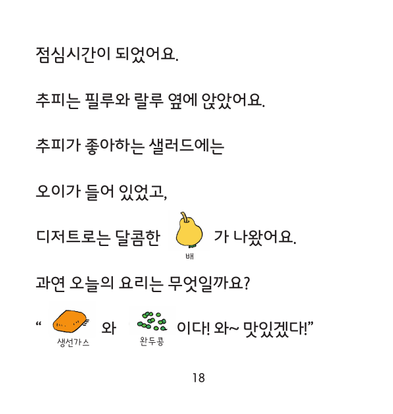 점심시간이 되었어요.
추피는 필루와 랄루 옆에 앉았어요.
추피가 좋아하는 샐러드에는
오이가 들어 있었고,
디저트로는 달콤한 배 가 나왔어요.
과연 오늘의 요리는 무엇일까요?
“ 생선가스 와 완두콩 이다! 와~ 맛있겠다!”
18